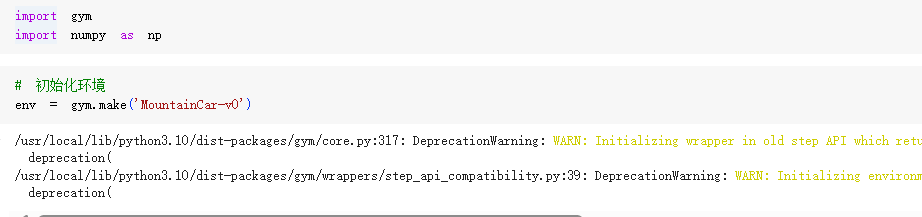 import gym
import numpy as np
# 初始化环境
env = gym.make('MountainCar-v0')
/usr/local/lib/python3.10/dist-packages/gym/core.py:317: DeprecationWarning: WARN: Initializing wrapper in old step API which retu
deprecation(
/usr/local/lib/python3.10/dist-packages/gym/wrappers/step_api_compatibility.py:39: DeprecationWarning: WARN: Initializing environm
deprecation(